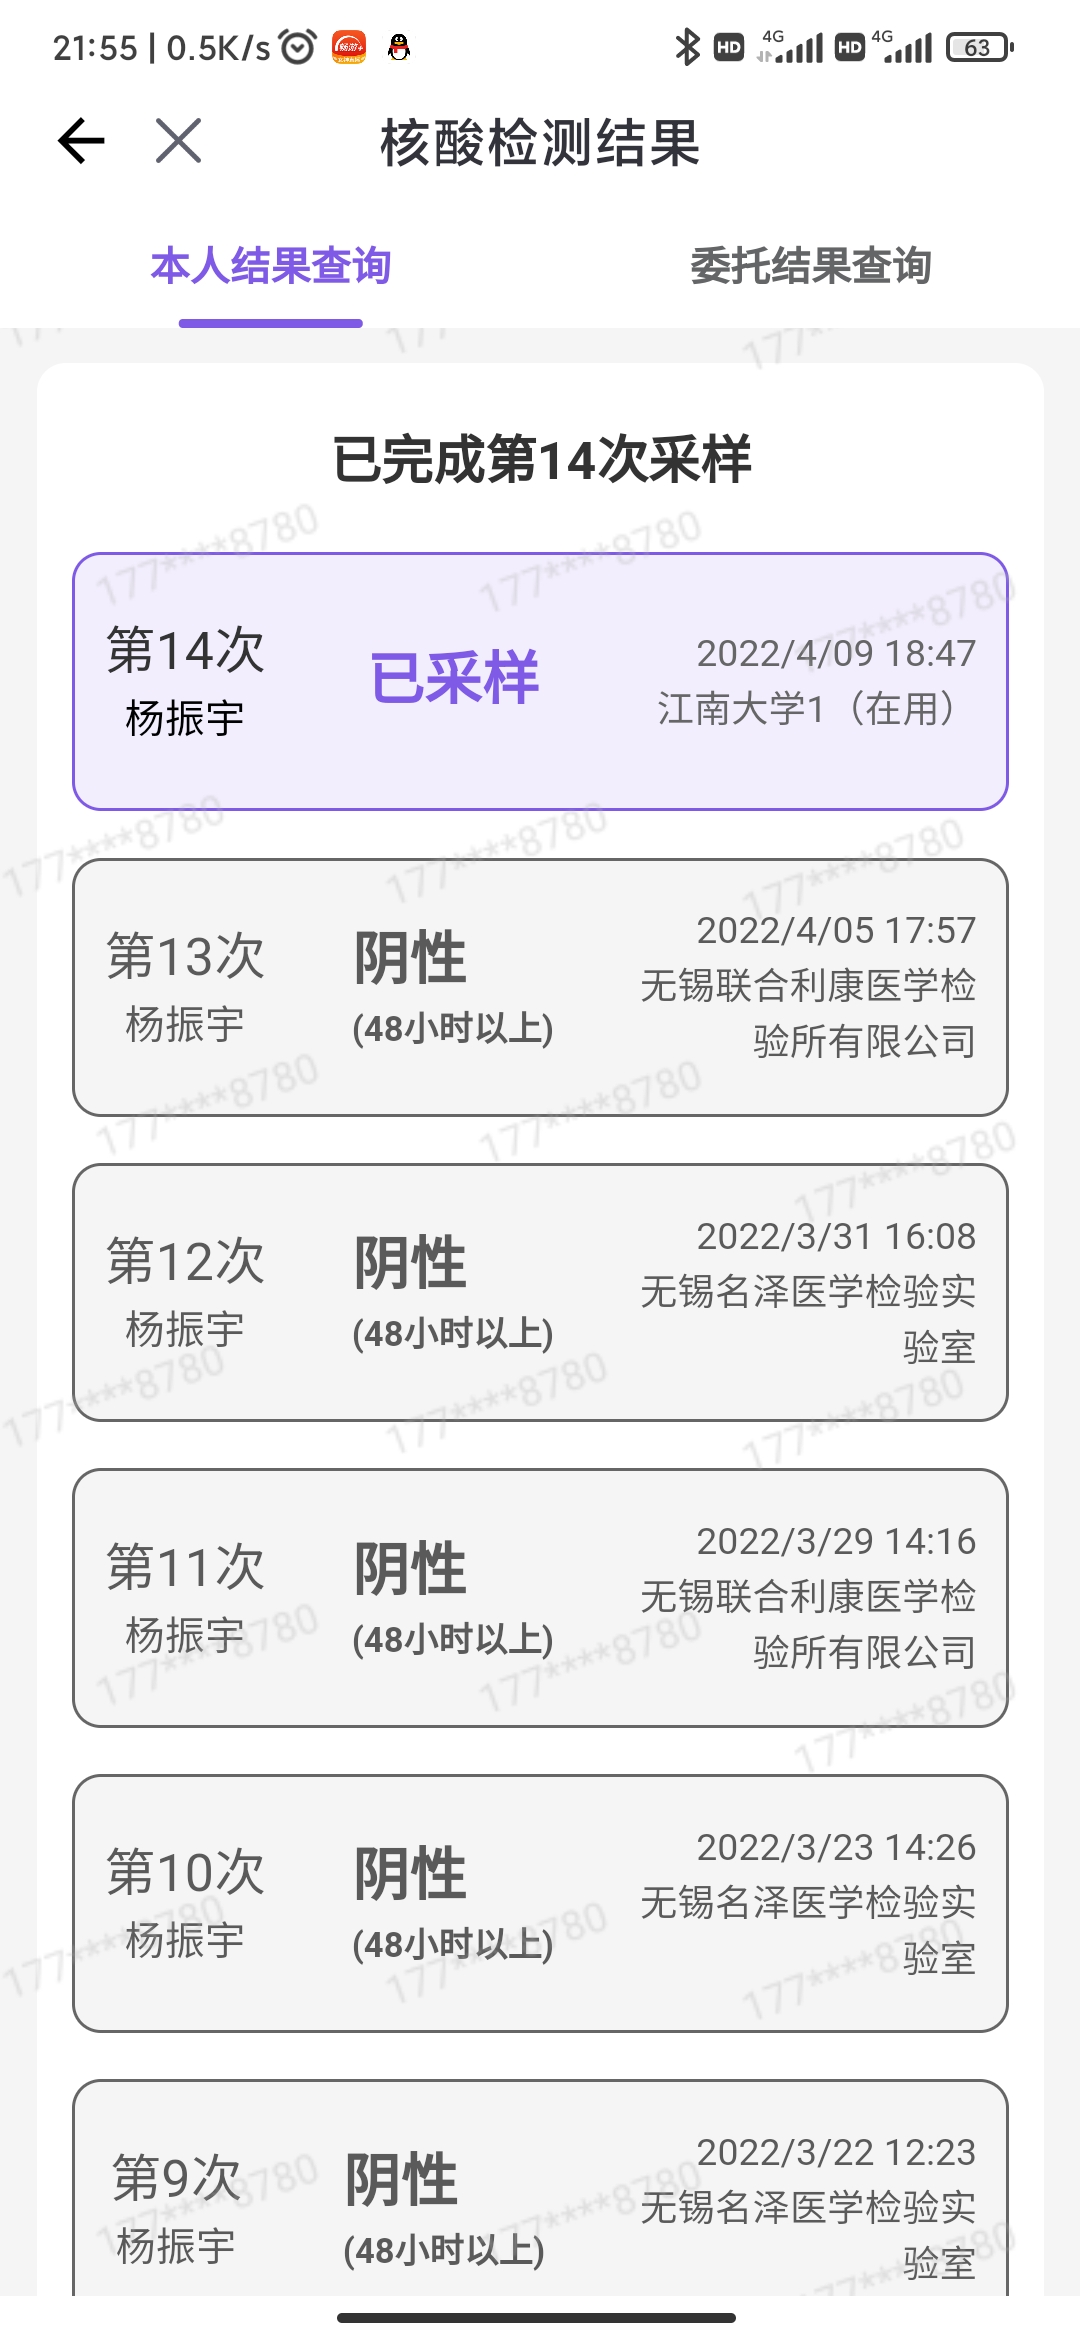 21:55 | 0.5K/s HD 4G HD 4G 63
核酸检测结果
本人结果查询 委托结果查询
已完成第14次采样
第14次
杨振宇
已采样
2022/4/09 18:47
江南大学1（在用）
第13次
杨振宇
阴性
(48小时以上)
2022/4/05 17:57
无锡联合利康医学检
验所有限公司
第12次
杨振宇
阴性
(48小时以上)
2022/3/31 16:08
无锡名泽医学检验实
验室
第11次
杨振宇
阴性
(48小时以上)
2022/3/29 14:16
无锡联合利康医学检
验所有限公司
第10次
杨振宇
阴性
(48小时以上)
2022/3/23 14:26
无锡名泽医学检验实
验室
第9次
杨振宇
阴性
(48小时以上)
2022/3/22 12:23
无锡名泽医学检验实
验室
177****8780